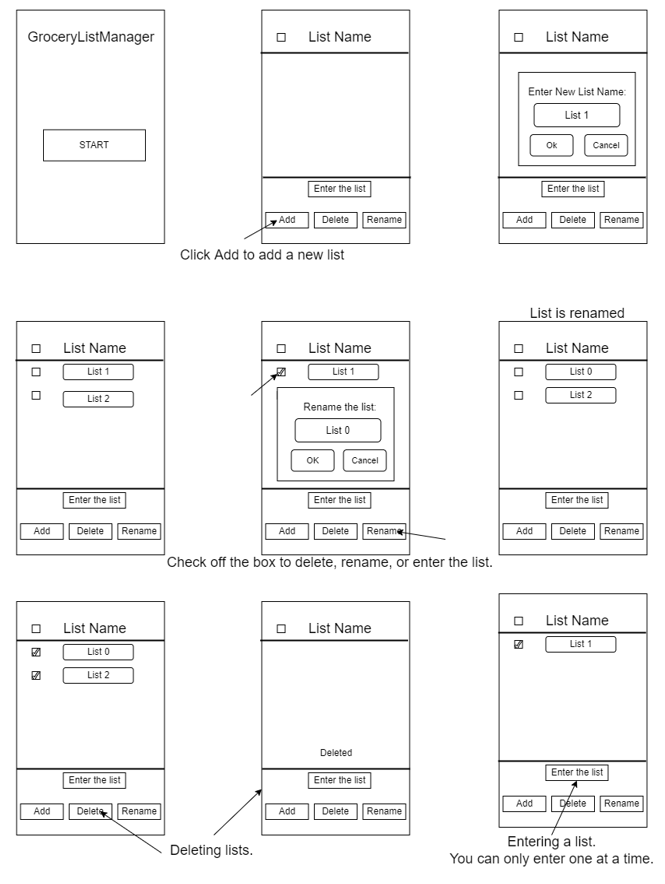 GroceryListManager
START
List Name
Enter the list
Add Delete Rename
Click Add to add a new list
List Name
Enter New List Name:
List 1
Ok Cancel
Enter the list
Add Delete Rename
List Name
List 1
List 2
Enter the list
Add Delete Rename
List Name
List 1
Rename the list:
List 0
OK Cancel
Enter the list
Add Delete Rename
Check off the box to delete, rename, or enter the list.
List is renamed
List Name
List 0
List 2
Enter the list
Add Delete Rename
List Name
List 0
List 2
Enter the list
Add Delete Rename
Deleting lists.
List Name
Deleted
Enter the list
Add Delete Rename
List Name
List 1
Enter the list
Add Delete Rename
Entering a list.
You can only enter one at a time.